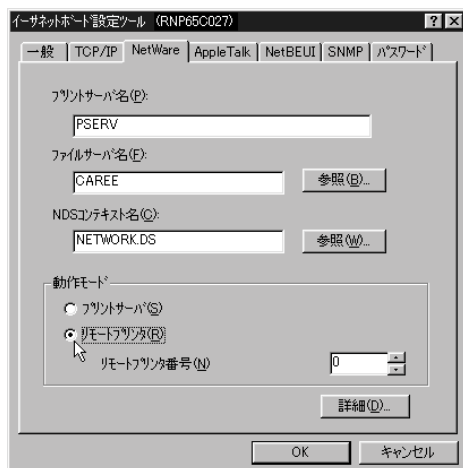 イーサネットボード設定ツール (RNP65C027)
一般 TCP/IP NetWare AppleTalk NetBEUI SNMP パスワード
プリントサーバ名(P):
PSERV
ファイルサーバ名(F):
CAREE
参照(B)...
NDSコンテキスト名(C):
NETWORK.DS
参照(W)...
動作モード
プリントサーバ(S)
リモートプリンタ(R)
リモートプリンタ番号(N)
0
詳細(D)...
OK キャンセル